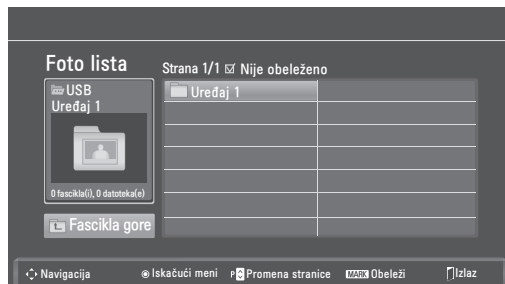 Foto lista
Strana 1/1 ☑ Nije obeleženo
USB
Uređaj 1
0 fascikla(i), 0 datoteka(e)
Fascikla gore
Uređaj 1
Navigacija Iskačući meni P Promena stranice MARK Obeleži Izlaz